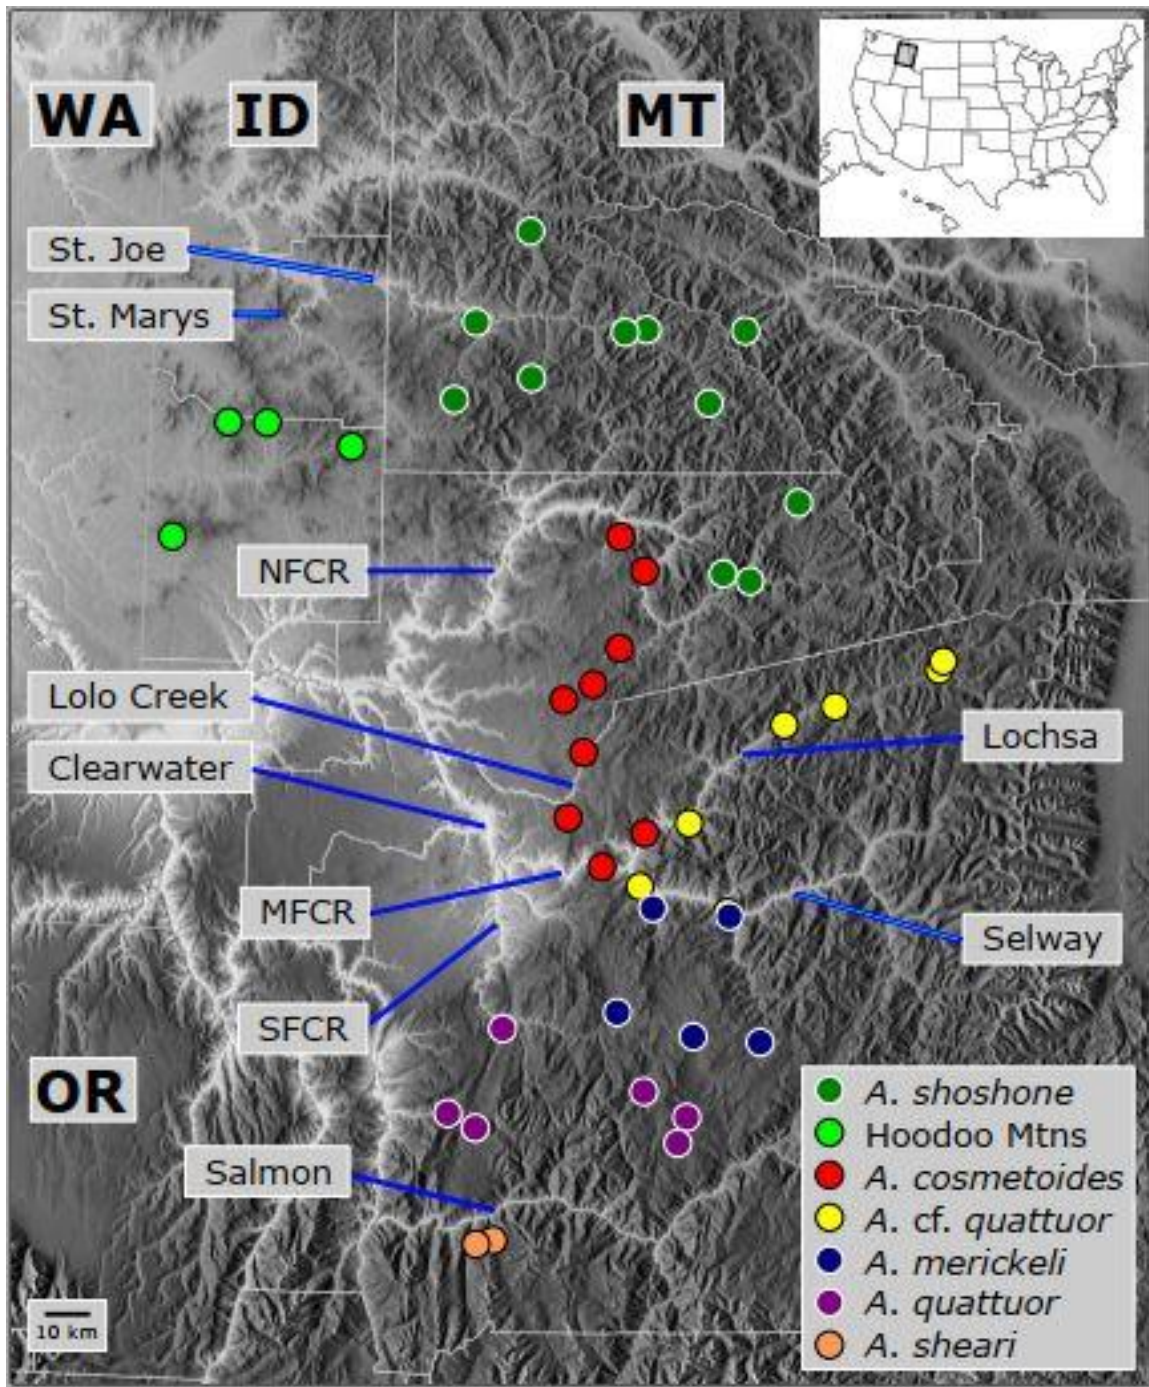 WA
ID
MT
St. Joe
St. Marys
NFCR
Lolo Creek
Clearwater
Lochsa
MFCR
Selway
SFCR
OR
Salmon
A. shoshone
Hoodoo Mtns
A. cosmetoides
A. cf. quattuor
A. merickeli
A. quattuor
A. sheari
10 km